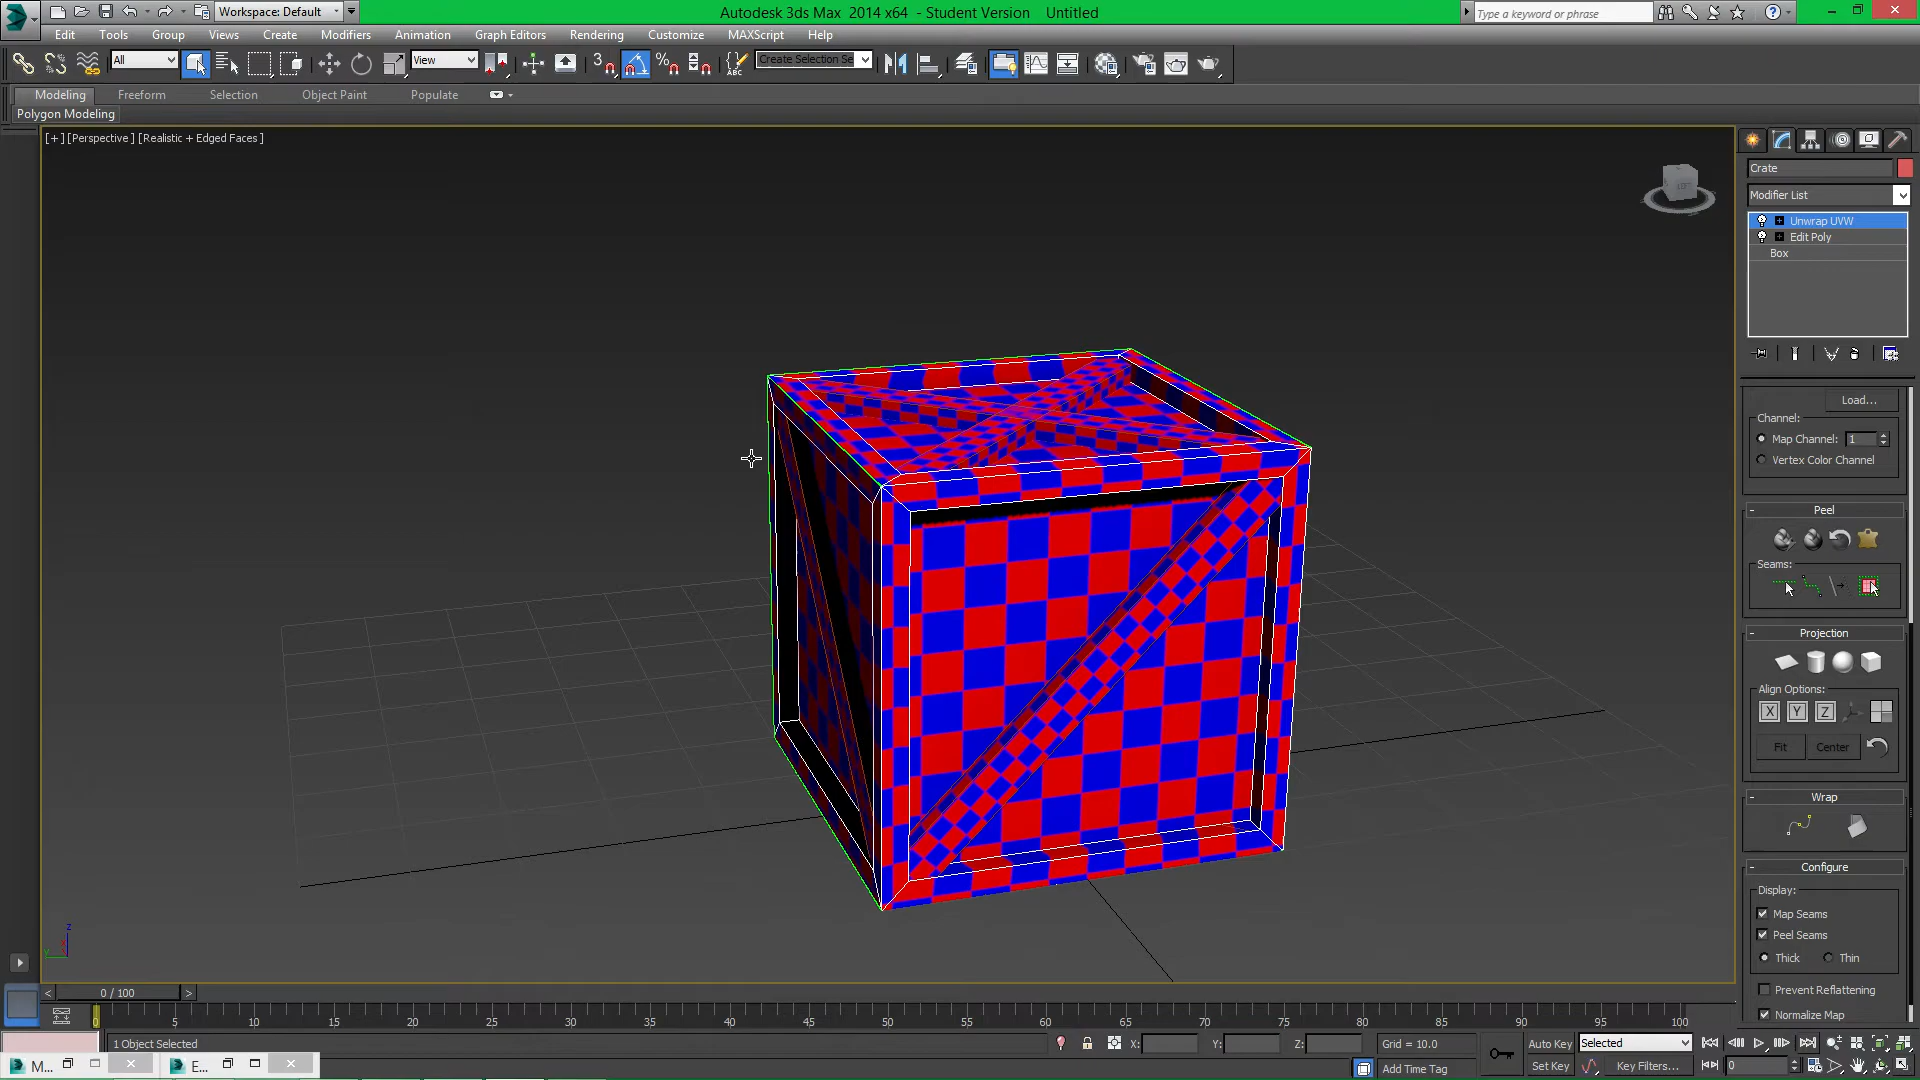 Workspace: Default
Autodesk 3ds Max 2014 x64 - Student Version Untitled
Type a keyword or phrase
Edit Tools Group Views Create Modifiers Animation Graph Editors Rendering Customize MAXScript Help
All
View
3
ABC
Create Selection Se
Modeling Freeform Selection Object Paint Populate
Polygon Modeling
[+] [Perspective] [Realistic + Edged Faces]
LEFT
Crate
Modifier List
Unwrap UVW
Edit Poly
Box
Load...
Channel:
Map Channel: 1
Vertex Color Channel
Peel
Seams:
Projection
Align Options:
X Y Z
Fit Center
Wrap
Configure
Display:
Map Seams
Peel Seams
Thick Thin
Prevent Reflattening
Normalize Map
z
x
y
< 0 / 100 >
0 5 10 15 20 25 30 35 40 45 50 55 60 65 70 75 80 85 90 95 100
1 Object Selected
X: Y: Z: Grid = 10.0
Auto Key Selected
M... E...
Add Time Tag
Set Key Key Filters... 0